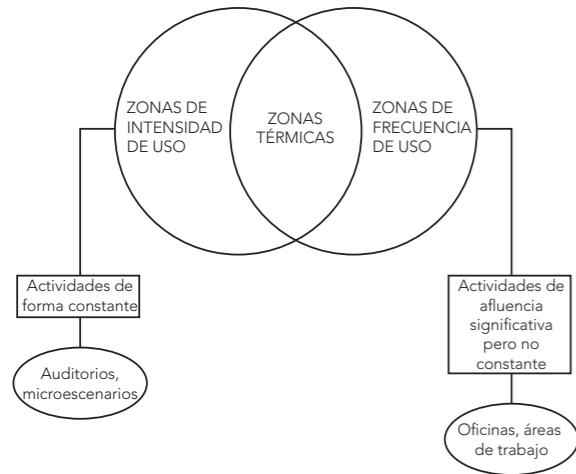 ZONAS DE
INTENSIDAD
DE USO
ZONAS
TÉRMICAS
ZONAS DE
FRECUENCIA
DE USO
Actividades de
forma constante
Auditorios,
microescenarios
Actividades de
afluencia
significativa
pero no
constante
Oficinas, áreas
de trabajo